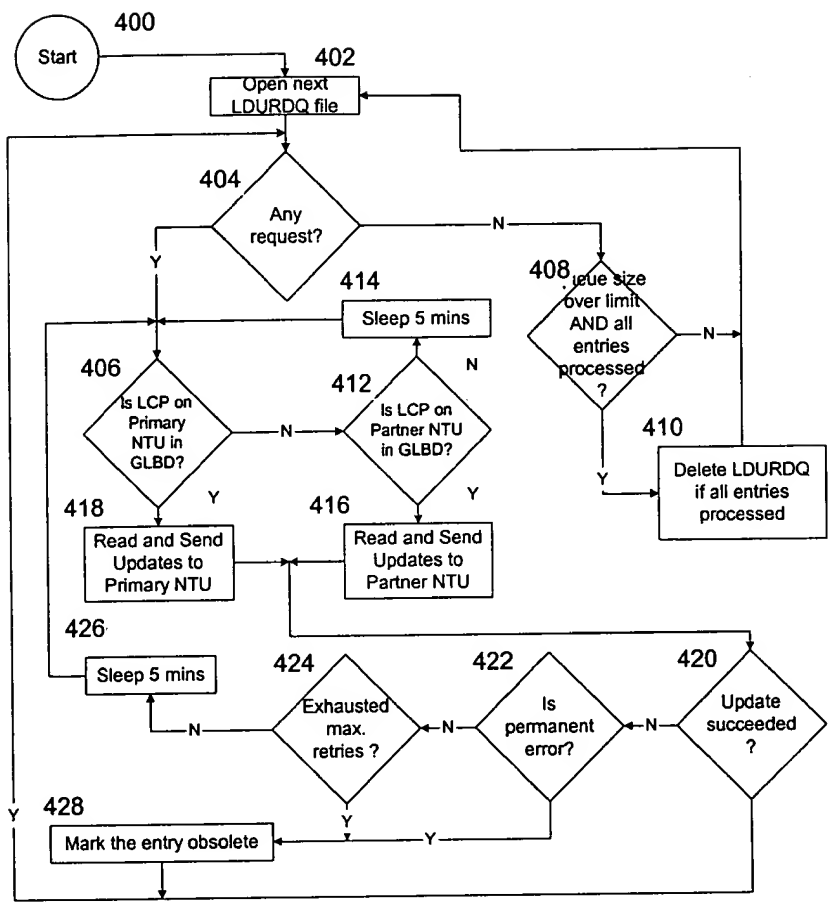 400
Start
402
Open next
LDURDQ file
404
Any
request?
N
Y
408
ueue size
over limit
AND all
entries
processed
?
N
414
Sleep 5 mins
406
Is LCP on
Primary
NTU in
GLBD?
N
412
N
Is LCP on
Partner NTU
in GLBD?
410
Y
Delete LDURDQ
if all entries
processed
418
Y
Read and Send
Updates to
Primary NTU
416
Y
Read and Send
Updates to
Partner NTU
426
Sleep 5 mins
424
Exhausted
max.
retries ?
N
422
Is
permanent
error?
N
420
Update
succeeded
?
N
Y
428
Mark the entry obsolete
Y
Y